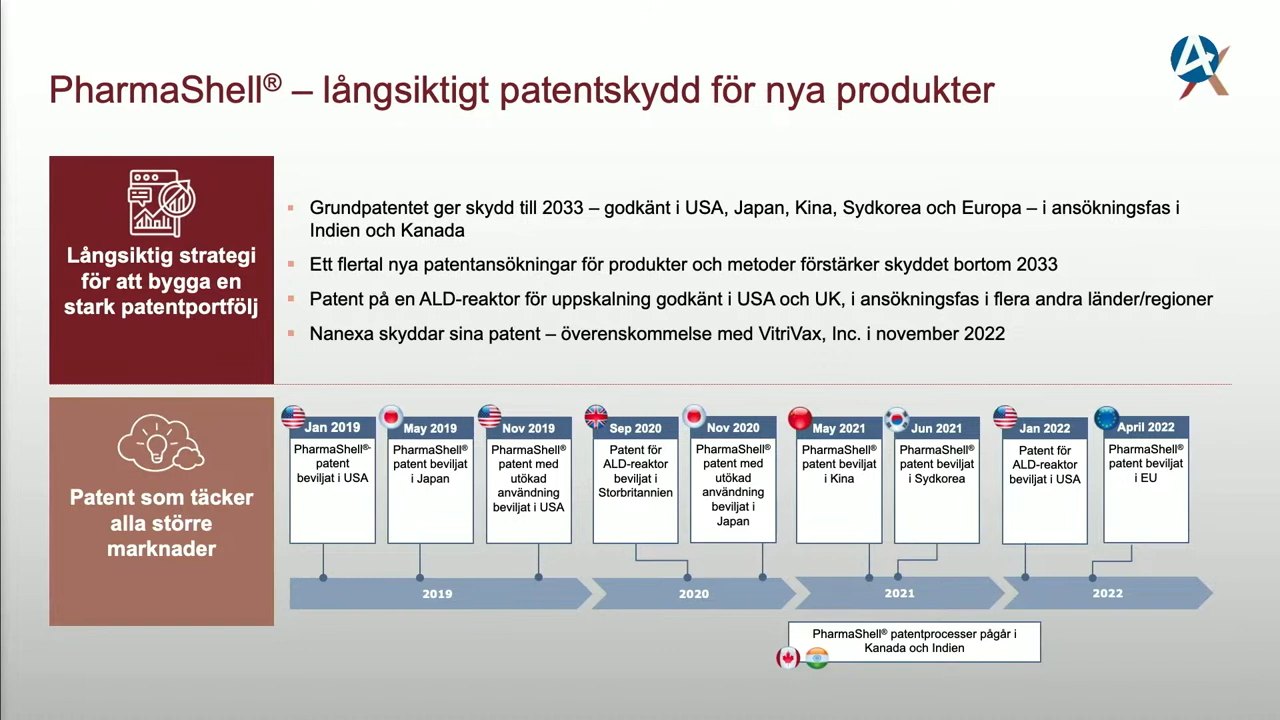 PharmaShell® – långsiktigt patentskydd för nya produkter
Långsiktig strategi
för att bygga en
stark patentportfölj
Grundpatentet ger skydd till 2033 – godkänt i USA, Japan, Kina, Sydkorea och Europa – i ansökningsfas i
Indien och Kanada
Ett flertal nya patentansökningar för produkter och metoder förstärker skyddet bortom 2033
Patent på en ALD-reaktor för uppskalning godkänt i USA och UK, i ansökningsfas i flera andra länder/regioner
Nanexa skyddar sina patent – överenskommelse med VitriVax, Inc. i november 2022
Patent som täcker
alla större
marknader
Jan 2019
PharmaShell®-
patent
beviljat i USA
May 2019
PharmaShell®
patent beviljat
i Japan
Nov 2019
PharmaShell®
patent med
utökad
användning
beviljat i USA
Sep 2020
Patent för
ALD-reaktor
beviljat i
Storbritannien
Nov 2020
PharmaShell®
patent med
utökad
användning
beviljat i
Japan
May 2021
PharmaShell®
patent beviljat
i Kina
Jun 2021
PharmaShell®
patent beviljat
i Sydkorea
Jan 2022
Patent för
ALD-reaktor
beviljat i USA
April 2022
PharmaShell®
patent beviljat
i EU
2019
2020
2021
2022
PharmaShell® patentprocesser pågår i
Kanada och Indien